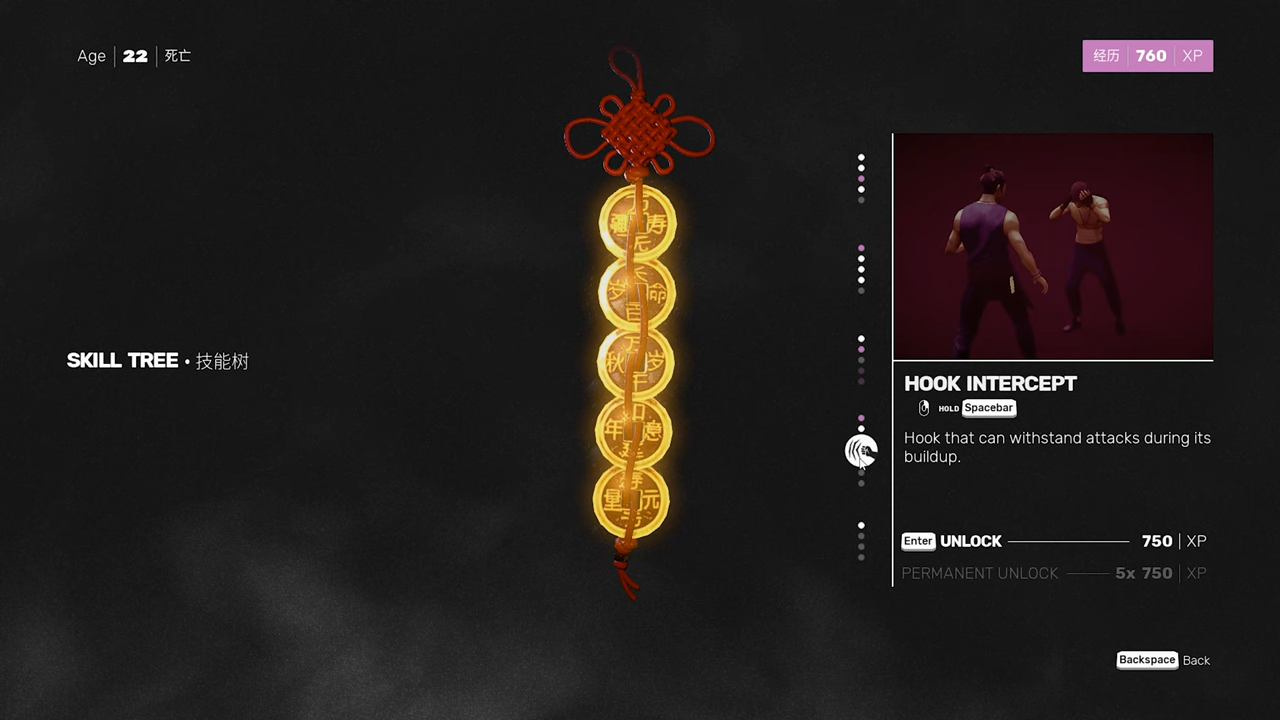 Age 22 死亡
经历 760 XP
SKILL TREE • 技能树
HOOK INTERCEPT
HOLD Spacebar
Hook that can withstand attacks during its
buildup.
Enter UNLOCK 750 XP
PERMANENT UNLOCK 5x 750 XP
Backspace Back